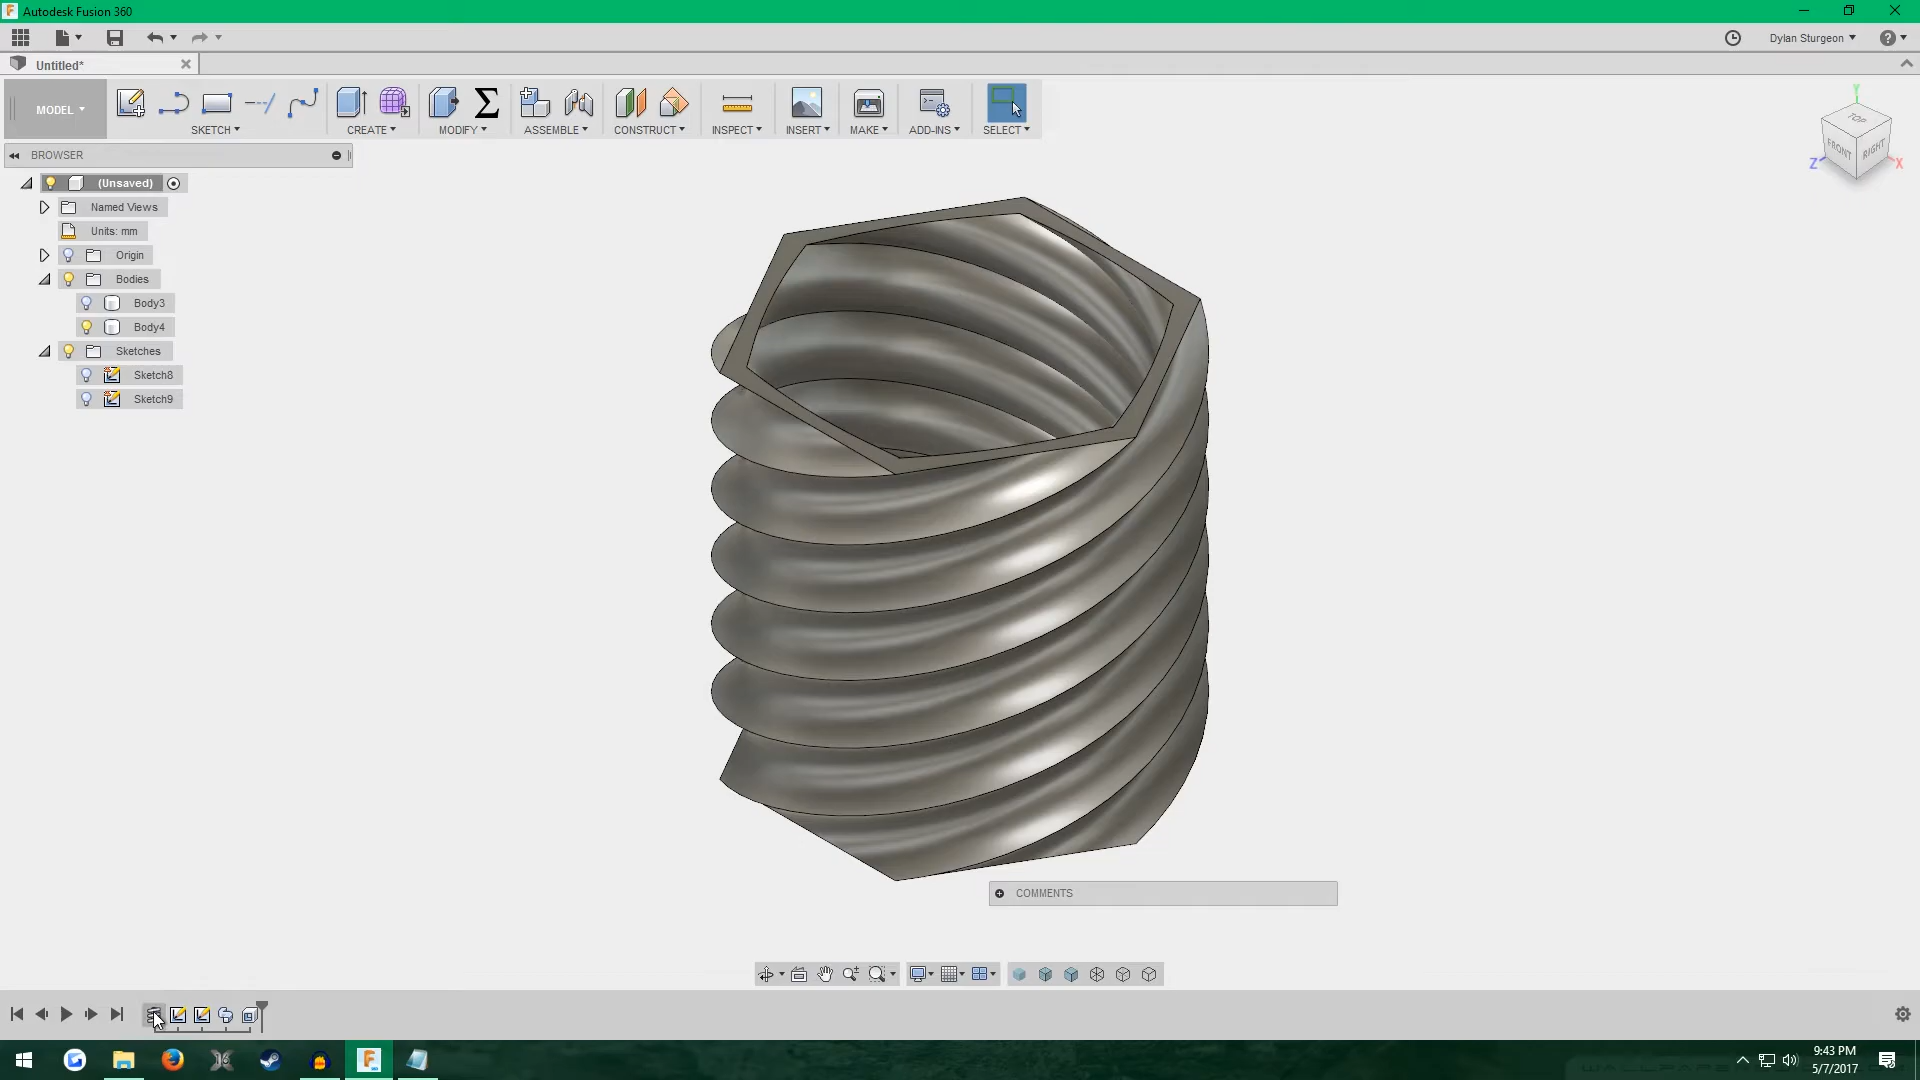 Autodesk Fusion 360
Dylan Sturgeon
Untitled*
MODEL
SKETCH
CREATE
MODIFY
ASSEMBLE
CONSTRUCT
INSPECT
INSERT
MAKE
ADD-INS
SELECT
BROWSER
(Unsaved)
Named Views
Units: mm
Origin
Bodies
Body3
Body4
Sketches
Sketch8
Sketch9
Y
TOP
FRONT
RIGHT
Z
X
COMMENTS
9:43 PM
5/7/2017